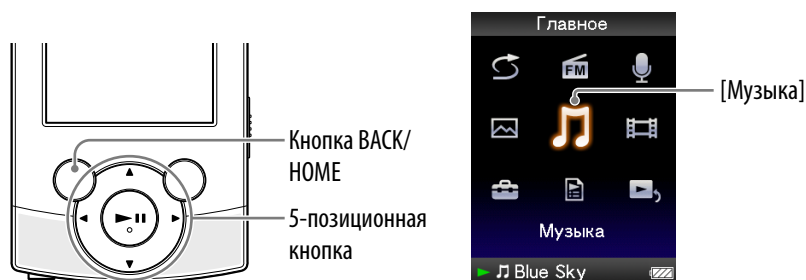 Кнопка BACK/
HOME
5-позиционная
кнопка
Главное
FM
[Музыка]
Музыка
Blue Sky